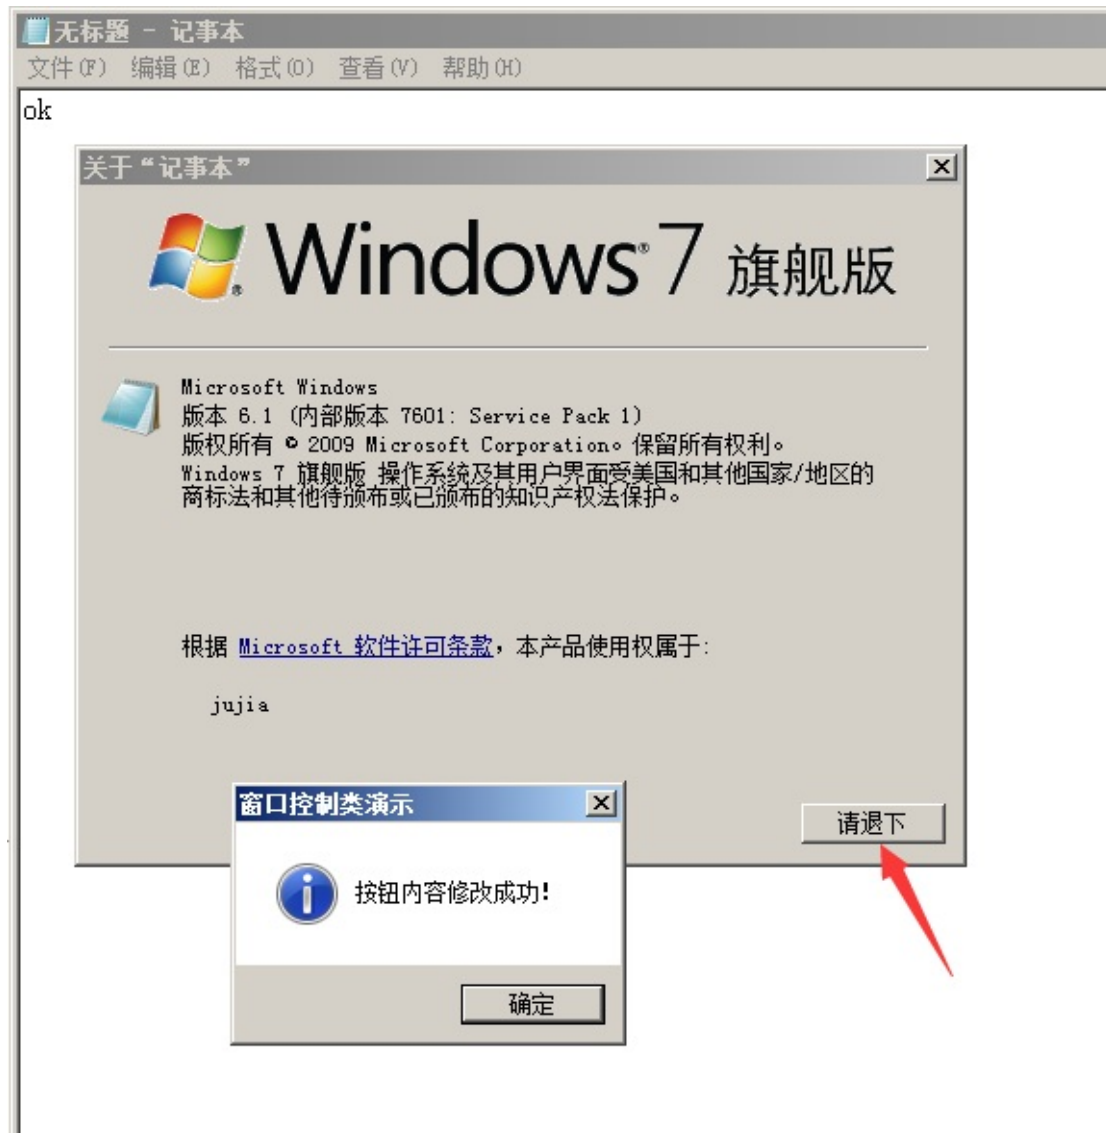 无标题 - 记事本
文件(F) 编辑(E) 格式(O) 查看(V) 帮助(H)
ok
关于“记事本”
Windows® 7 旗舰版
Microsoft Windows
版本 6.1 (内部版本 7601: Service Pack 1)
版权所有 © 2009 Microsoft Corporation。保留所有权利。
Windows 7 旗舰版 操作系统及其用户界面受美国和其他国家/地区的
商标法和其他待颁布或已颁布的知识产权法保护。
根据 Microsoft 软件许可条款，本产品使用权属于:
jujia
请退下
窗口控制类演示
按钮内容修改成功!
确定